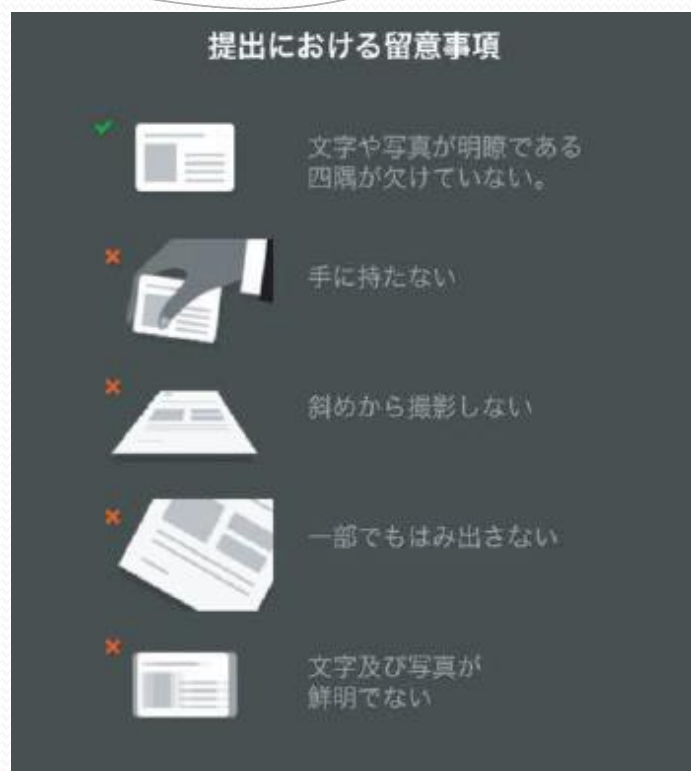 提出における留意事項
文字や写真が明瞭である
四隅が欠けていない。
手に持たない
斜めから撮影しない
一部でもはみ出さない
文字及び写真が
鮮明でない